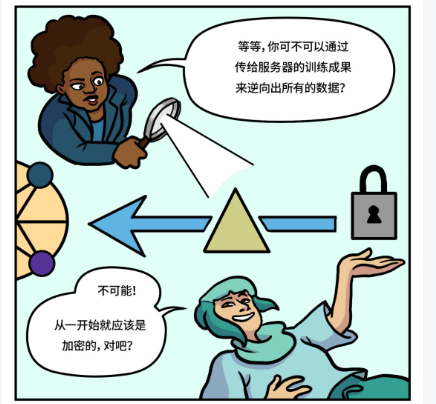 等等，你可不可以通过
传给服务器的训练成果
来逆向出所有的数据？
不可能！
从一开始就应该是
加密的，对吧？